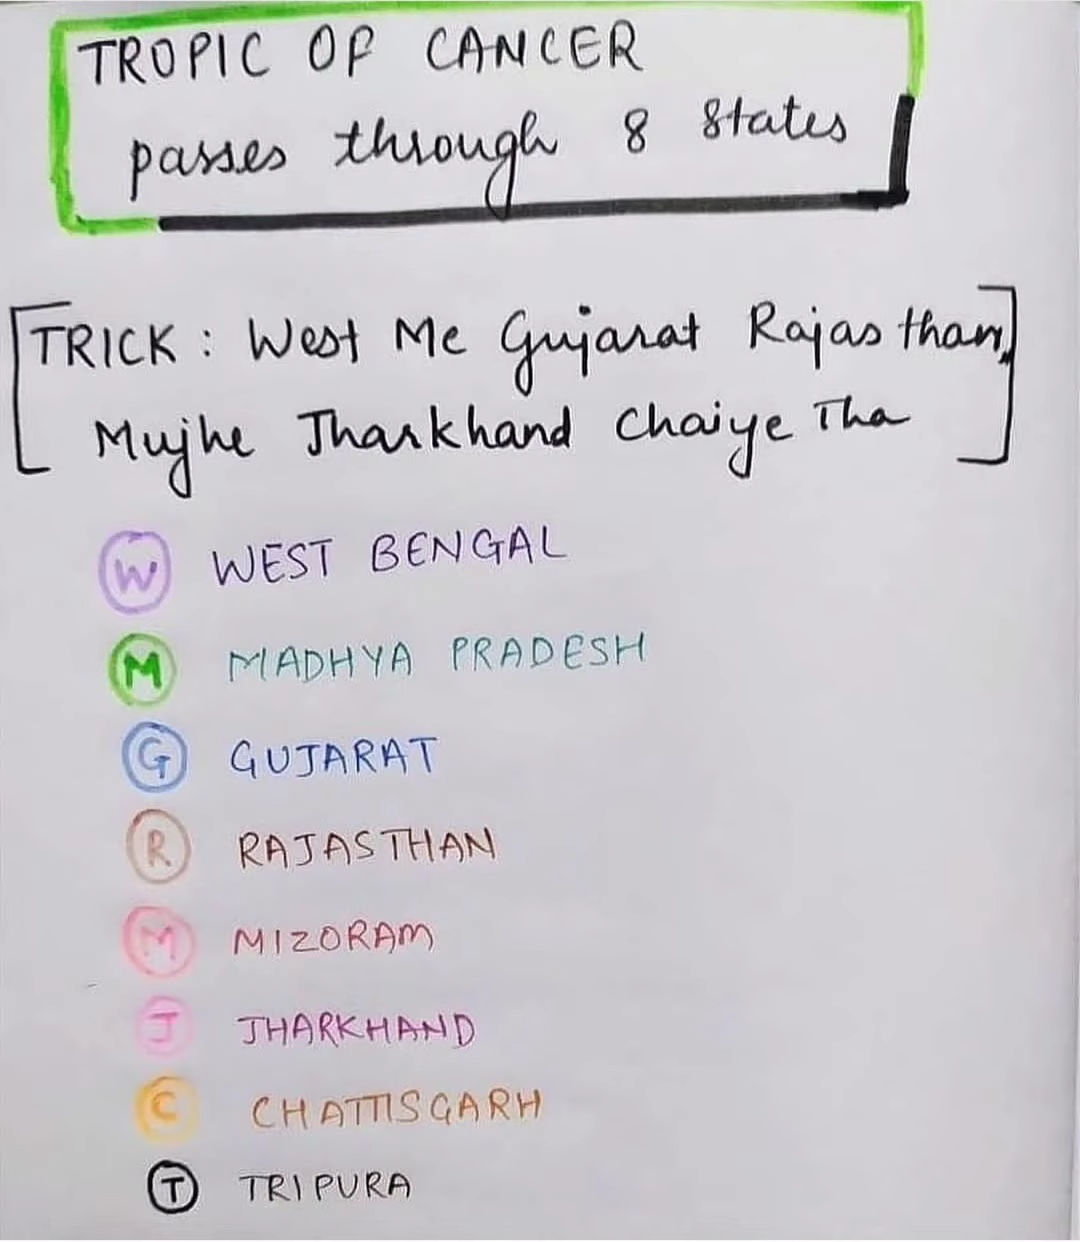 TROPIC OF CANCER
passes through 8 states
TRICK : West Me Gujarat Rajasthan,
Mujhe Jharkhand Chaiye Tha
W WEST BENGAL
M MADHYA PRADESH
G GUJARAT
R RAJASTHAN
M MIZORAM
J JHARKHAND
C CHATTISGARH
T TRIPURA